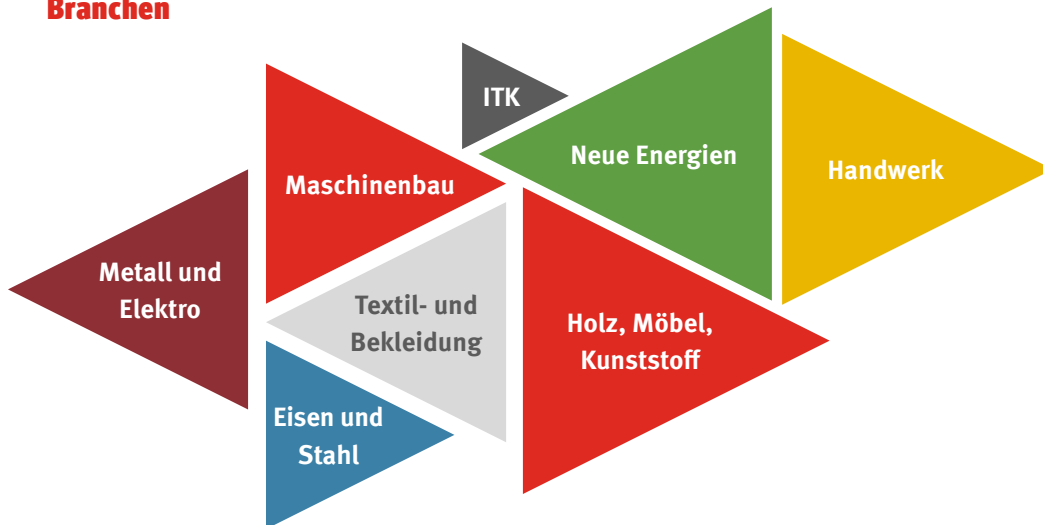 Branchen
ITK
Neue Energien
Handwerk
Maschinenbau
Metall und
Elektro
Textil- und
Bekleidung
Holz, Möbel,
Kunststoff
Eisen und
Stahl